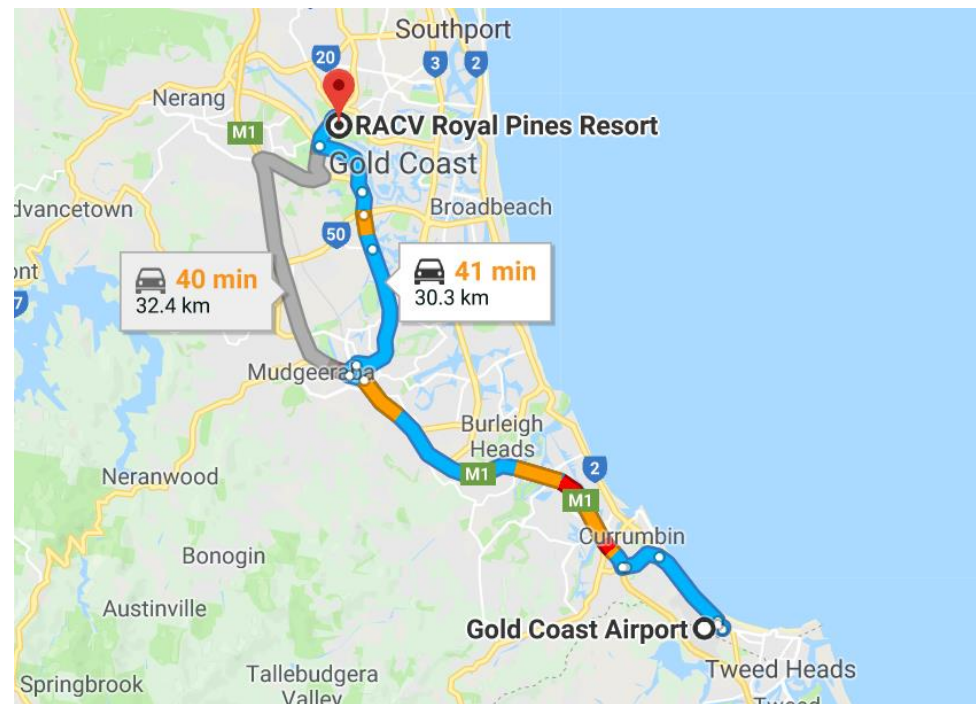 Southport
20
3
2
Nerang
M1
RACV Royal Pines Resort
Gold Coast
dvancetown
Broadbeach
50
ont
40 min
32.4 km
41 min
30.3 km
7
Mudgeeraba
Burleigh
Heads
2
M1
Neranwood
M1
Currumbin
Bonogin
Austinville
Gold Coast Airport
Tweed Heads
Tallebudgera
Valley
Springbrook
Tweed